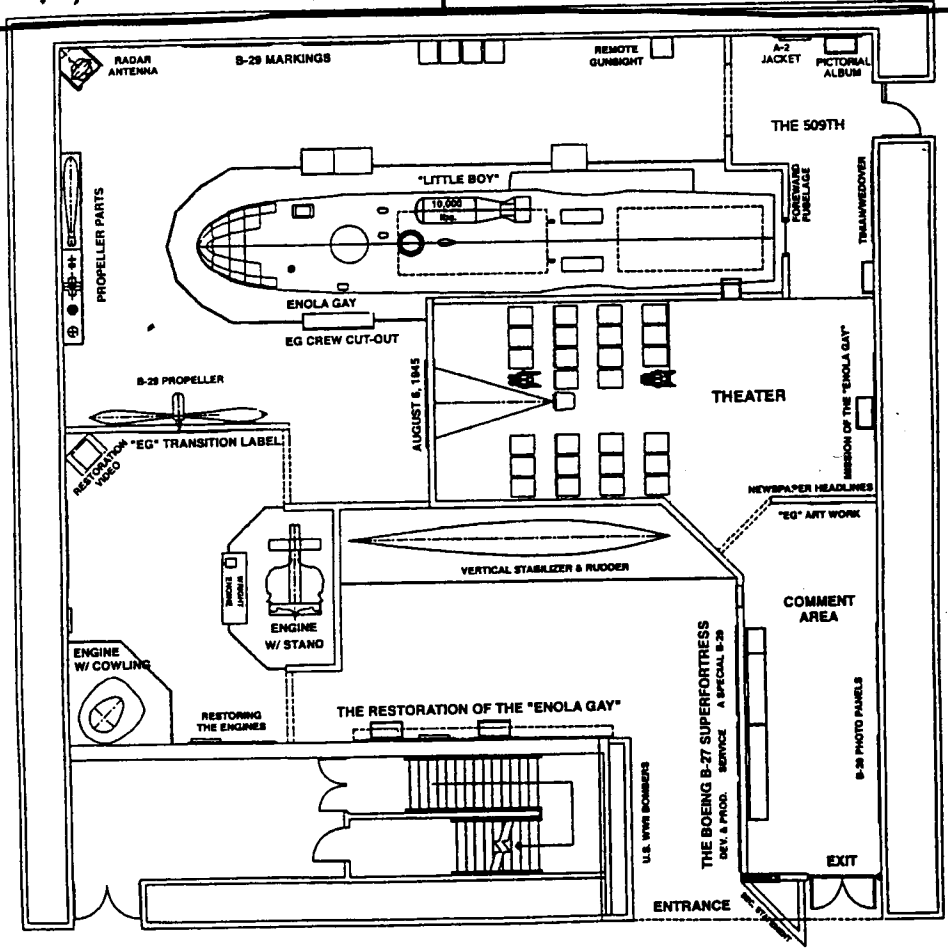 RADAR
ANTENNA
B-29 MARKINGS
REMOTE
GUNSIGHT
A-2
JACKET
PICTORIAL
ALBUM
THE 509TH
"LITTLE BOY"
10,000
lbs.
FOREWARD
FUSELAGE
TINIAN/WEDOVER
PROPELLER PARTS
ENOLA GAY
EG CREW CUT-OUT
B-29 PROPELLER
AUGUST 6, 1945
THEATER
MISSION OF THE "ENOLA GAY"
"EG" TRANSITION LABEL
RESTORATION
VIDEO
NEWSPAPER HEADLINES
"EG" ART WORK
VERTICAL STABILIZER & RUDDER
WRIGHT
ENGINE
ENGINE
W/ STAND
COMMENT
AREA
ENGINE
W/ COWLING
RESTORING
THE ENGINES
THE RESTORATION OF THE "ENOLA GAY"
THE BOEING B-27 SUPERFORTRESS
DEV. & PROD. SERVICE A SPECIAL B-29
B-29 PHOTO PANELS
U.S. WWII BOMBERS
EXIT
ENTRANCE
STATEMENT